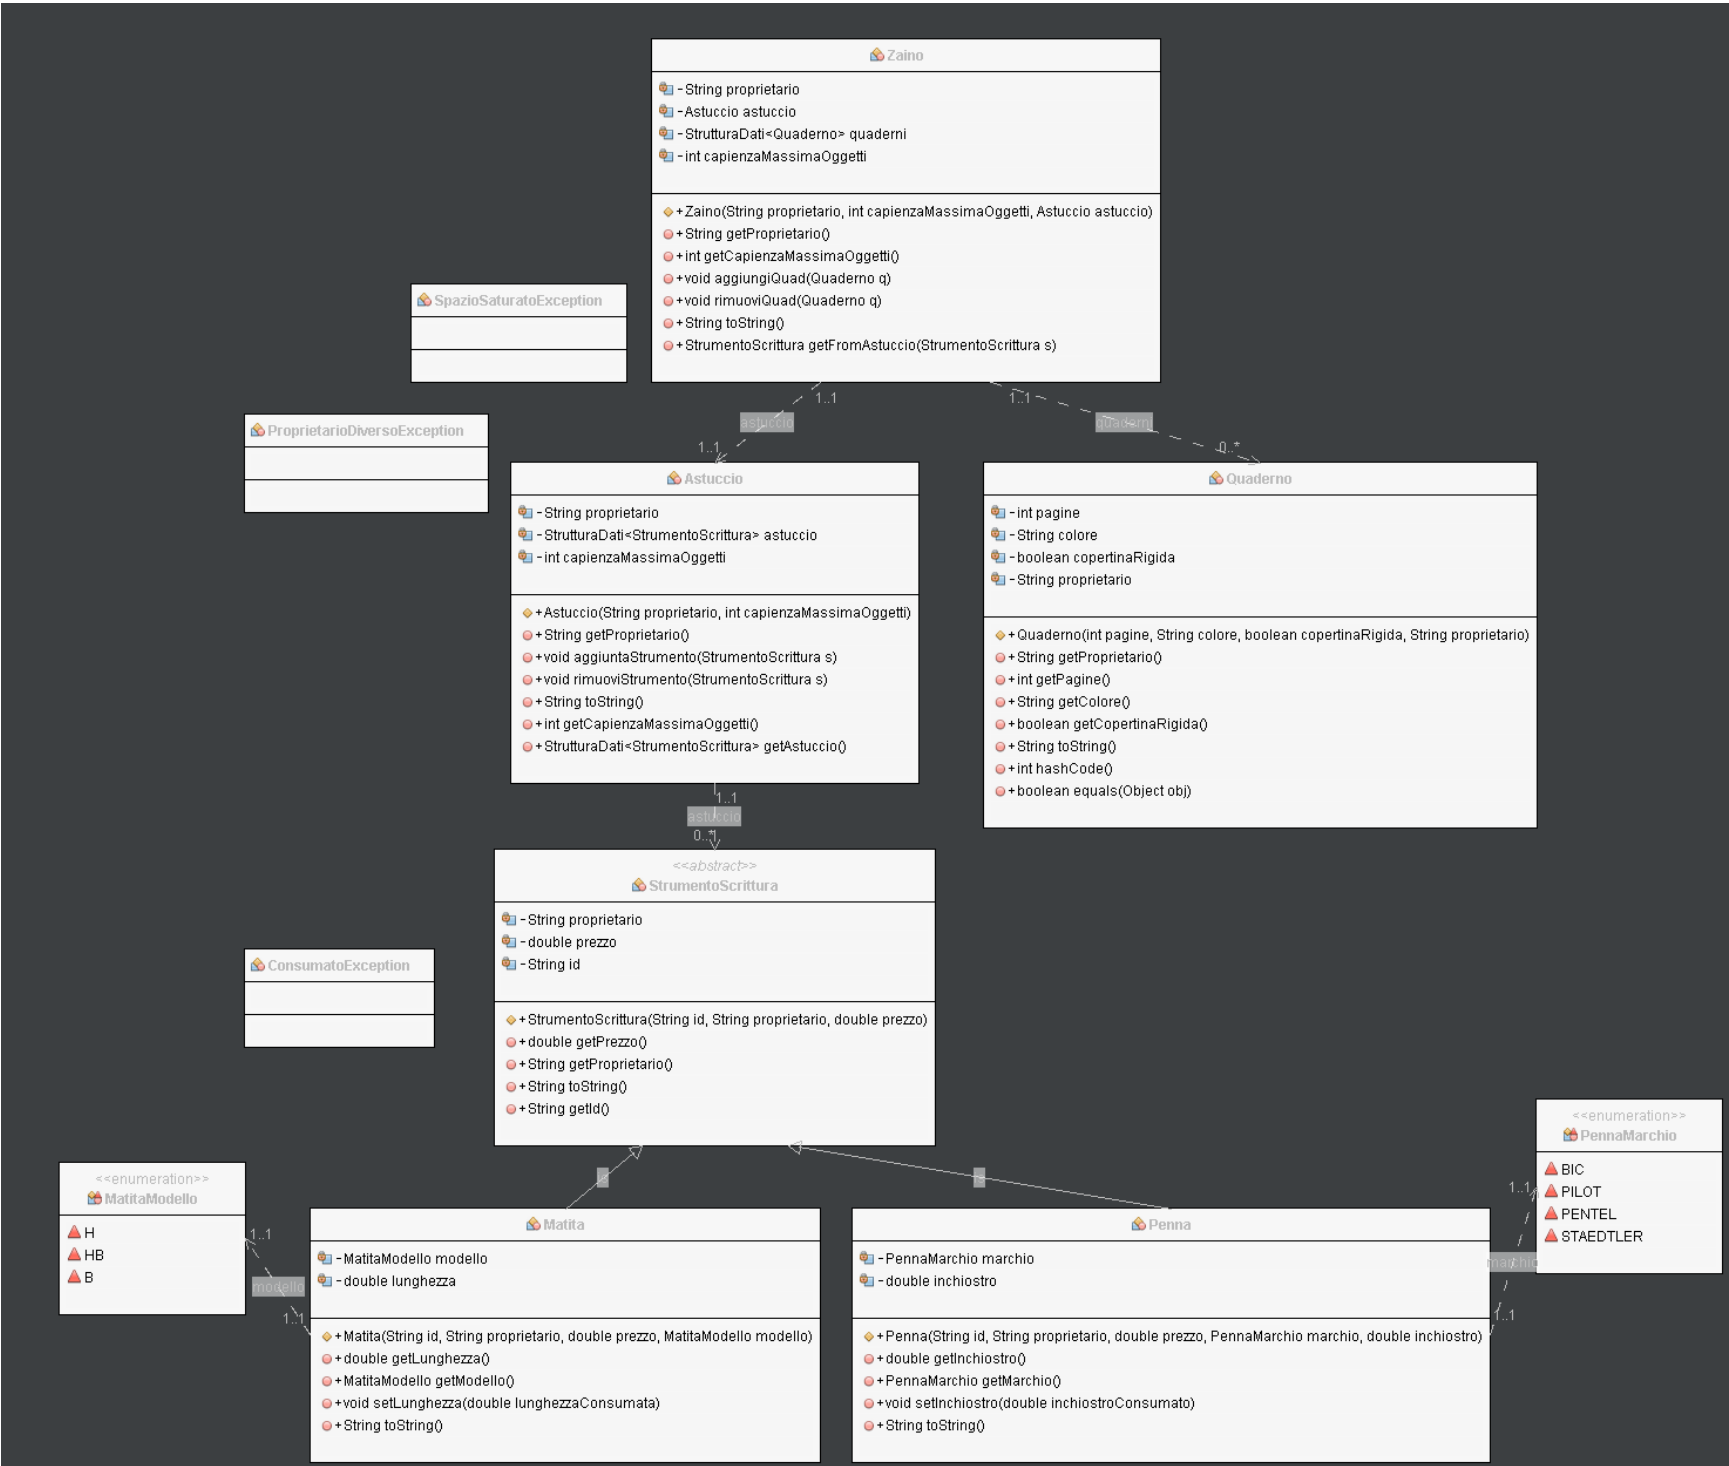 Zaino
-String proprietario
-Astuccio astuccio
-StrutturaDati<Quaderno> quaderni
-int capienzaMassimaOggetti
+Zaino(String proprietario, int capienzaMassimaOggetti, Astuccio astuccio)
+String getProprietario()
+int getCapienzaMassimaOggetti()
+void aggiungiQuad(Quaderno q)
+void rimuoviQuad(Quaderno q)
+String toString()
+StrumentoScrittura getFromAstuccio(StrumentoScrittura s)
SpazioSaturatoException
ProprietarioDiversoException
1..1
1..1
astuccio
quaderni
1..1
0..*
Astuccio
-String proprietario
-StrutturaDati<StrumentoScrittura> astuccio
-int capienzaMassimaOggetti
+Astuccio(String proprietario, int capienzaMassimaOggetti)
+String getProprietario()
+void aggiuntaStrumento(StrumentoScrittura s)
+void rimuoviStrumento(StrumentoScrittura s)
+String toString()
+int getCapienzaMassimaOggetti()
+StrutturaDati<StrumentoScrittura> getAstuccio()
Quaderno
-int pagine
-String colore
-boolean copertinaRigida
-String proprietario
+Quaderno(int pagine, String colore, boolean copertinaRigida, String proprietario)
+String getProprietario()
+int getPagine()
+String getColore()
+boolean getCopertinaRigida()
+String toString()
+int hashCode()
+boolean equals(Object obj)
1..1
astuccio
<<abstract>>
StrumentoScrittura
-String proprietario
-double prezzo
-String id
+StrumentoScrittura(String id, String proprietario, double prezzo)
+double getPrezzo()
+String getProprietario()
+String toString()
+String getId()
ConsumatoException
<<enumeration>>
PennaMarchio
BIC
PILOT
PENTEL
STAEDTLER
<<enumeration>>
MatitaModello
H
HB
B
1..1
modello
1..1
Matita
-MatitaModello modello
-double lunghezza
+Matita(String id, String proprietario, double prezzo, MatitaModello modello)
+double getLunghezza()
+MatitaModello getModello()
+void setLunghezza(double lunghezzaConsumata)
+String toString()
Penna
-PennaMarchio marchio
-double inchiostro
+Penna(String id, String proprietario, double prezzo, PennaMarchio marchio, double inchiostro)
+double getInchiostro()
+PennaMarchio getMarchio()
+void setInchiostro(double inchiostroConsumato)
+String toString()
1..1
marchio
1..1